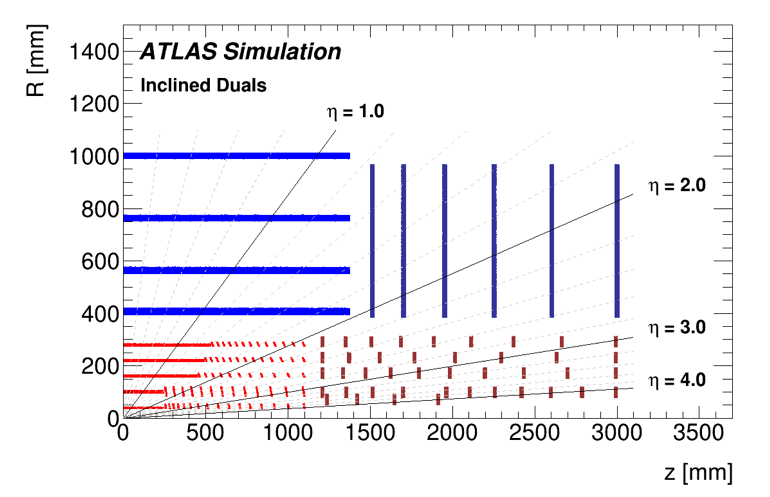 R [mm]
1400
1200
1000
800
600
400
200
0
ATLAS Simulation
Inclined Duals
η = 1.0
η = 2.0
η = 3.0
η = 4.0
0 500 1000 1500 2000 2500 3000 3500
z [mm]